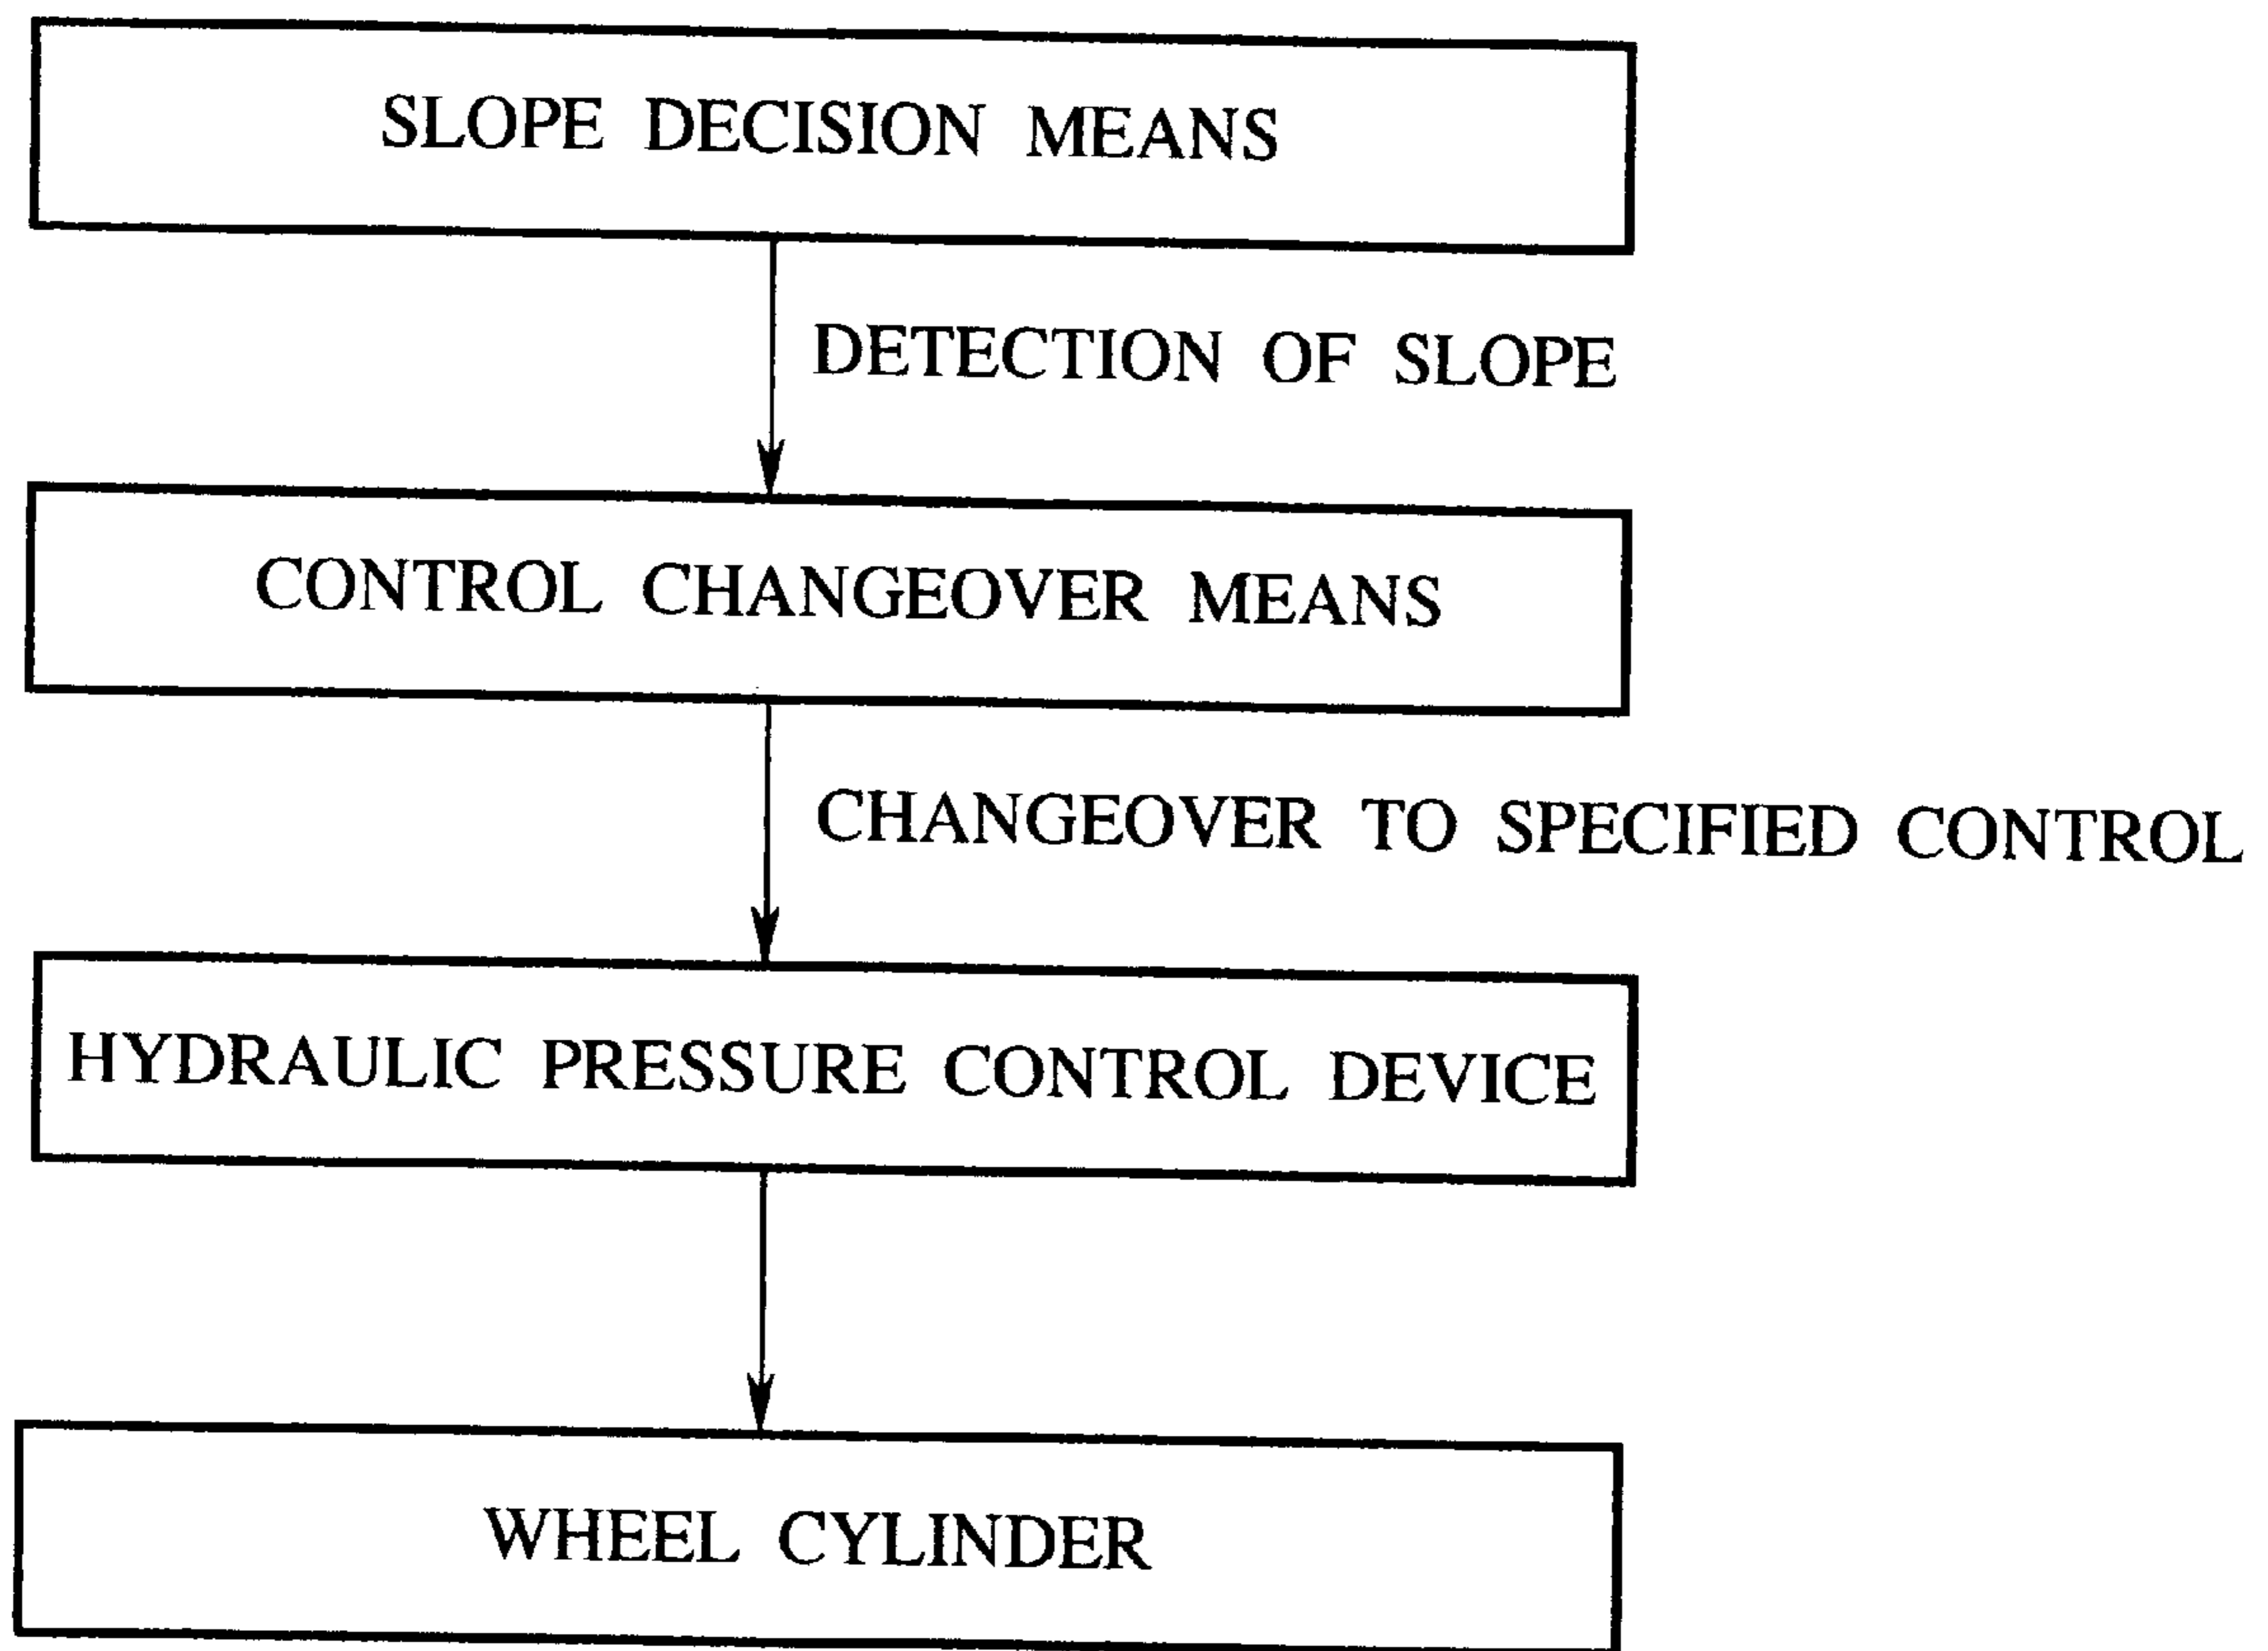 SLOPE DECISION MEANS
DETECTION OF SLOPE
CONTROL CHANGEOVER MEANS
CHANGEOVER TO SPECIFIED CONTROL
HYDRAULIC PRESSURE CONTROL DEVICE
WHEEL CYLINDER